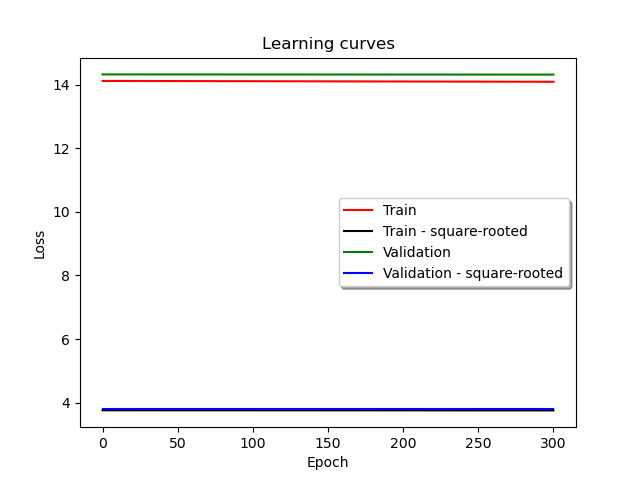 Learning curves
14
12
10
8
6
4
Loss
Train
Train - square-rooted
Validation
Validation - square-rooted
0 50 100 150 200 250 300
Epoch